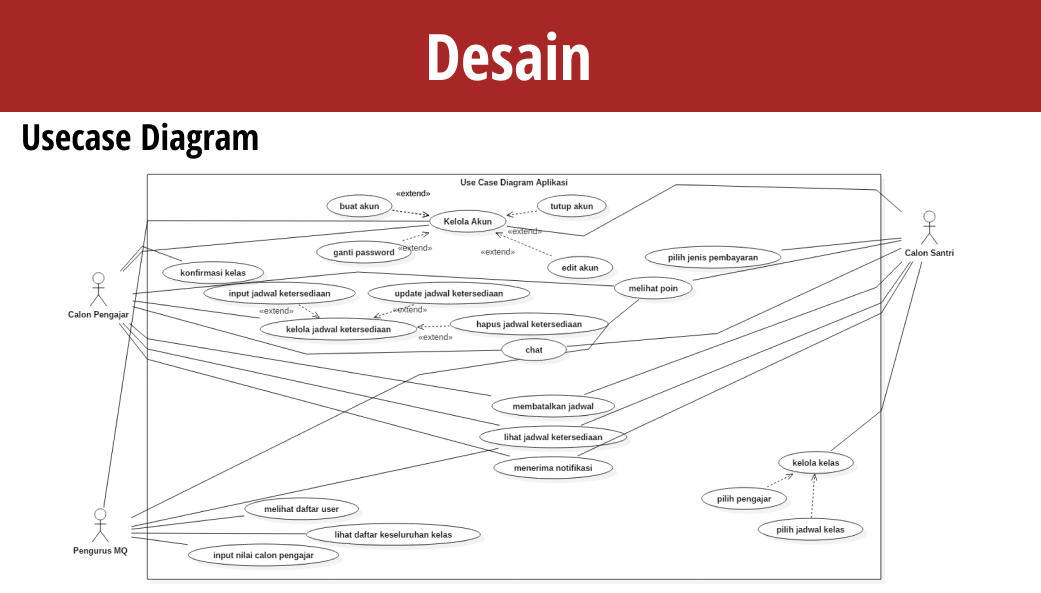 Desain
Usecase Diagram
Use Case Diagram Aplikasi
«extend»
buat akun
tutup akun
Kelola Akun
«extend»
«extend»
ganti password
«extend»
edit akun
pilih jenis pembayaran
Calon Santri
konfirmasi kelas
melihat poin
input jadwal ketersediaan
update jadwal ketersediaan
«extend»
«extend»
Calon Pengajar
hapus jadwal ketersediaan
kelola jadwal ketersediaan
«extend»
chat
membatalkan jadwal
lihat jadwal ketersediaan
menerima notifikasi
kelola kelas
pilih pengajar
melihat daftar user
pilih jadwal kelas
lihat daftar keseluruhan kelas
Pengurus MQ
input nilai calon pengajar